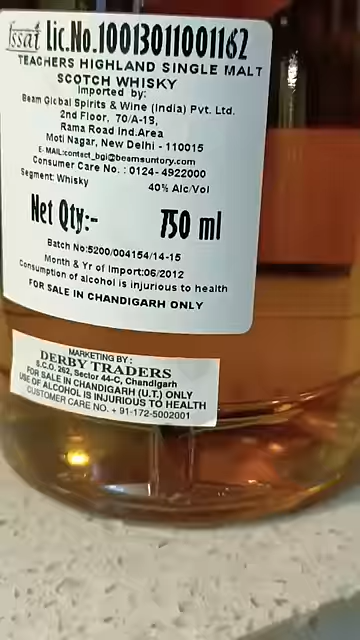 fssai Lic.No.10013011001162
TEACHERS HIGHLAND SINGLE MALT
SCOTCH WHISKY
Imported by:
Beam Global Spirits & Wine (India) Pvt. Ltd.
2nd Floor, 70/A-19,
Rama Road Ind.Area
Moti Nagar, New Delhi - 110015
E- MAIL:contect_bgi@beamsuntory.com
Consumer Care No. : 0124- 4922000
Segment: Whisky 40% Alc/Vol
Net Qty:- 750 ml
Batch No:5200/004154/14-15
Month & Yr of Import:06/2012
Consumption of alcohol is injurious to health
FOR SALE IN CHANDIGARH ONLY
MARKETING BY :
DERBY TRADERS
S.C.O. 262, Sector 44-C, Chandigarh
FOR SALE IN CHANDIGARH (U.T.) ONLY
USE OF ALCOHOL IS INJURIOUS TO HEALTH
CUSTOMER CARE NO. + 91-172-5002001